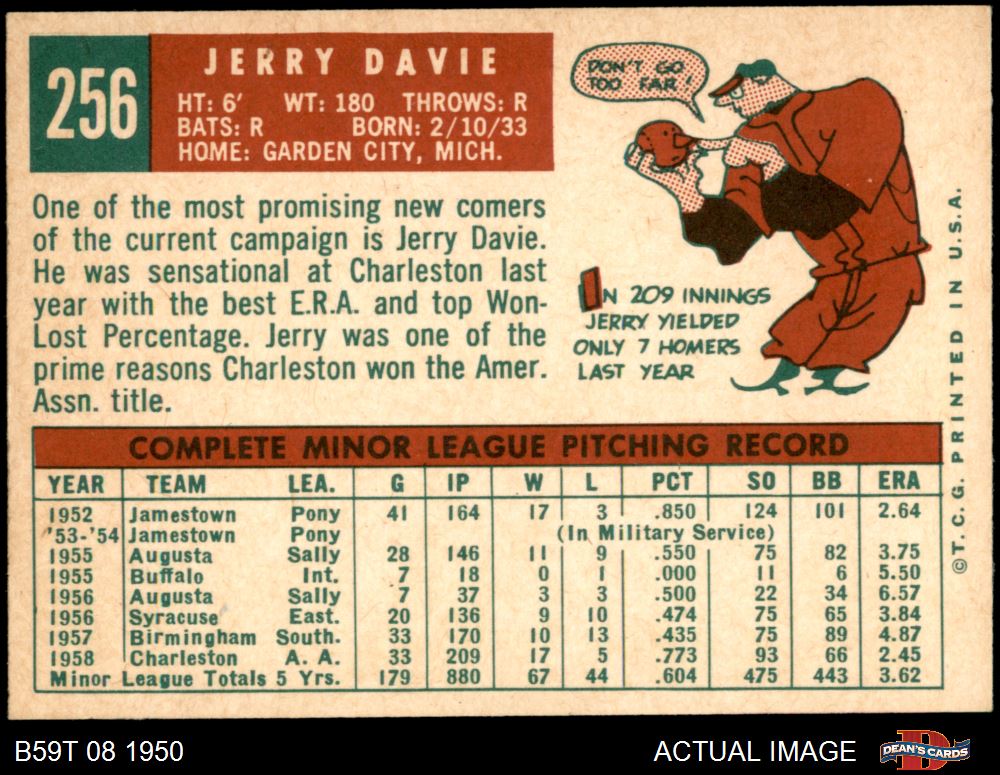 256
JERRY DAVIE
HT: 6' WT: 180 THROWS: R
BATS: R BORN: 2/10/33
HOME: GARDEN CITY, MICH.
DON'T GO
TOO FAR!
One of the most promising new comers
of the current campaign is Jerry Davie.
He was sensational at Charleston last
year with the best E.R.A. and top Won-
Lost Percentage. Jerry was one of the
prime reasons Charleston won the Amer.
Assn. title.
IN 209 INNINGS
JERRY YIELDED
ONLY 7 HOMERS
LAST YEAR
COMPLETE MINOR LEAGUE PITCHING RECORD
YEAR TEAM LEA. G IP W L PCT SO BB ERA
1952 Jamestown Pony 41 164 17 3 .850 124 101 2.64
'53-'54 Jamestown Pony (In Military Service)
1955 Augusta Sally 28 146 11 9 .550 75 82 3.75
1955 Buffalo Int. 7 18 0 1 .000 11 6 5.50
1956 Augusta Sally 7 37 3 3 .500 22 34 6.57
1956 Syracuse East. 20 136 9 10 .474 75 65 3.84
1957 Birmingham South. 33 170 10 13 .435 75 89 4.87
1958 Charleston A. A. 33 209 17 5 .773 93 66 2.45
Minor League Totals 5 Yrs. 179 880 67 44 .604 475 443 3.62
©T. C. G. PRINTED IN U.S.A.
B59T 08 1950
ACTUAL IMAGE
DEAN'S CARDS